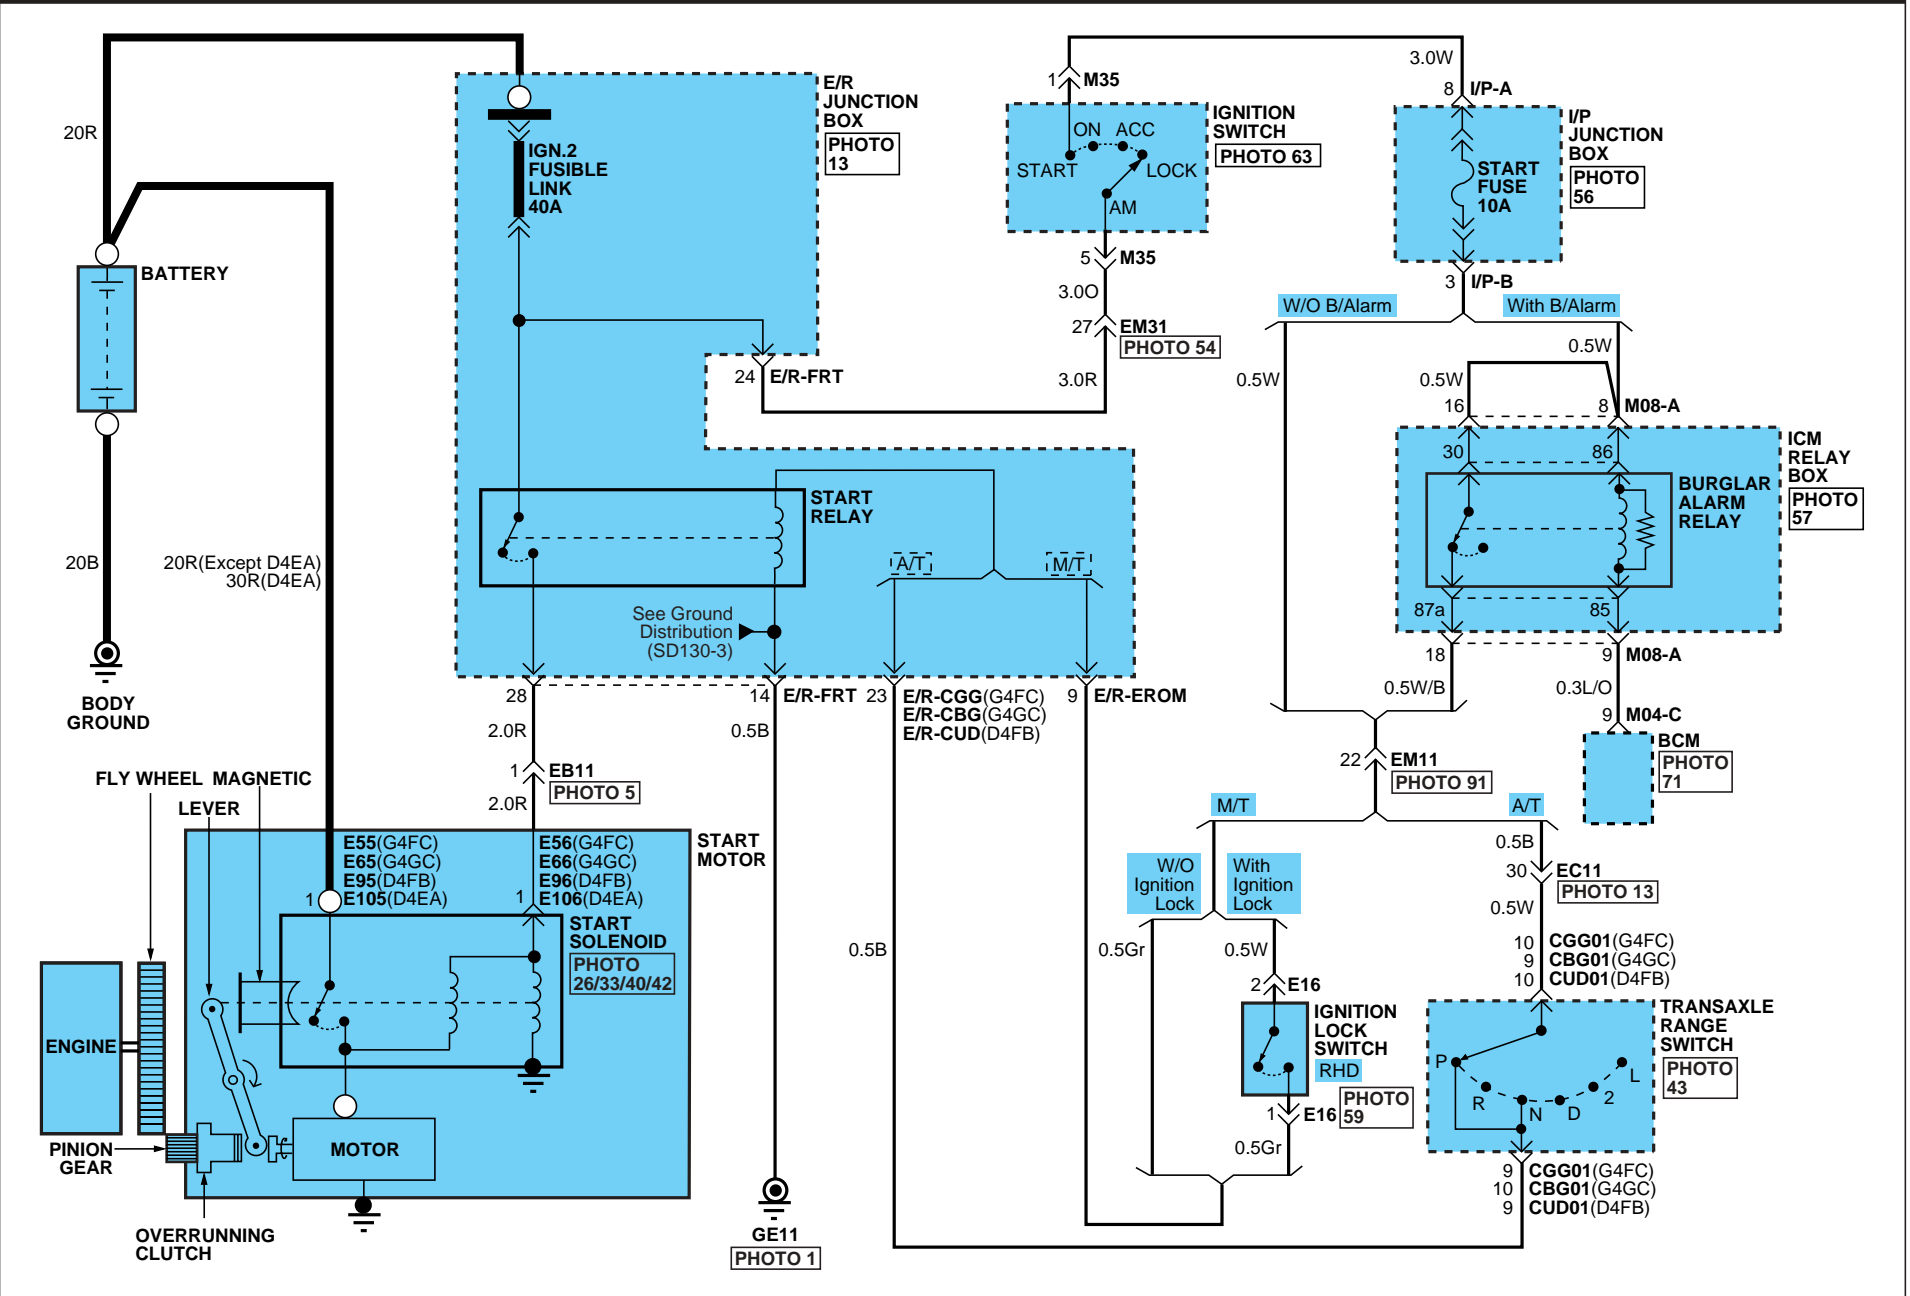 20R
BATTERY
20B
BODY
GROUND
20R(Except D4EA)
30R(D4EA)
IGN.2
FUSIBLE
LINK
40A
E/R
JUNCTION
BOX
PHOTO
13
24 E/R-FRT
START
RELAY
See Ground
Distribution
(SD130-3)
A/T
M/T
28
14 E/R-FRT
23 E/R-CGG(G4FC)
E/R-CBG(G4GC)
E/R-CUD(D4FB)
9 E/R-EROM
2.0R
0.5B
1 EB11
PHOTO 5
2.0R
1 M35
ON ACC
START
LOCK
AM
IGNITION
SWITCH
PHOTO 63
5 M35
3.0O
27 EM31
PHOTO 54
3.0R
3.0W
8 I/P-A
START
FUSE
10A
I/P
JUNCTION
BOX
PHOTO
56
3 I/P-B
W/O B/Alarm
With B/Alarm
0.5W
0.5W
0.5W
16
8 M08-A
30
86
BURGLAR
ALARM
RELAY
ICM
RELAY
BOX
PHOTO
57
87a
85
18
9 M08-A
0.5W/B
0.3L/O
9 M04-C
BCM
PHOTO
71
22 EM11
PHOTO 91
M/T
A/T
W/O
Ignition
Lock
With
Ignition
Lock
0.5B
30 EC11
PHOTO 13
0.5W
0.5B
0.5Gr
0.5W
2 E16
IGNITION
LOCK
SWITCH
RHD
PHOTO
59
1 E16
0.5Gr
10 CGG01(G4FC)
9 CBG01(G4GC)
10 CUD01(D4FB)
TRANSAXLE
RANGE
SWITCH
PHOTO
43
P
R
N
D
2
L
9 CGG01(G4FC)
10 CBG01(G4GC)
9 CUD01(D4FB)
FLY WHEEL MAGNETIC
LEVER
E55(G4FC)
E65(G4GC)
E95(D4FB)
1 E105(D4EA)
E56(G4FC)
E66(G4GC)
E96(D4FB)
1 E106(D4EA)
START
MOTOR
START
SOLENOID
PHOTO
26/33/40/42
ENGINE
PINION
GEAR
MOTOR
OVERRUNNING
CLUTCH
GE11
PHOTO 1